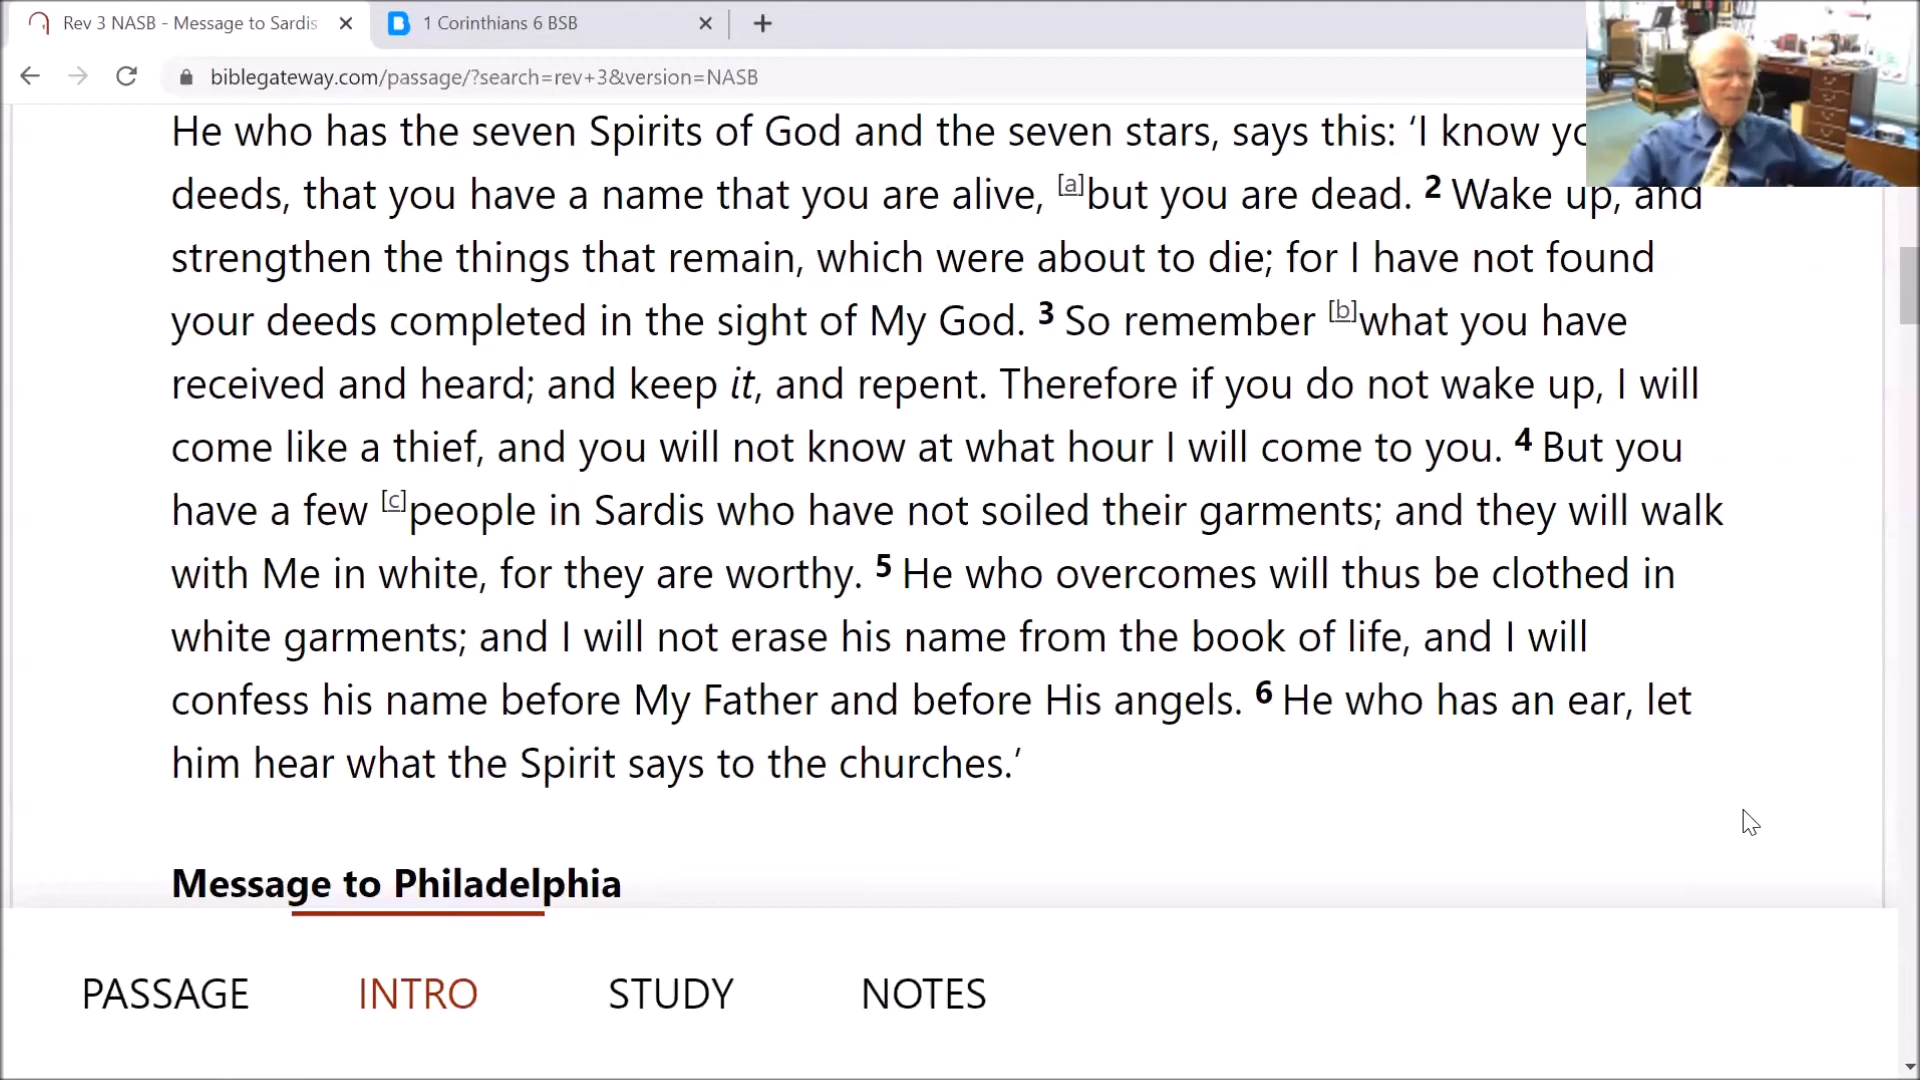 Rev 3 NASB - Message to Sardis
1 Corinthians 6 BSB
biblegateway.com/passage/?search=rev+3&version=NASB
He who has the seven Spirits of God and the seven stars, says this: ‘I know
deeds, that you have a name that you are alive, [a]but you are dead. 2 Wake up, and
strengthen the things that remain, which were about to die; for I have not found
your deeds completed in the sight of My God. 3 So remember [b]what you have
received and heard; and keep it, and repent. Therefore if you do not wake up, I will
come like a thief, and you will not know at what hour I will come to you. 4 But you
have a few [c]people in Sardis who have not soiled their garments; and they will walk
with Me in white, for they are worthy. 5 He who overcomes will thus be clothed in
white garments; and I will not erase his name from the book of life, and I will
confess his name before My Father and before His angels. 6 He who has an ear, let
him hear what the Spirit says to the churches.’
Message to Philadelphia
PASSAGE INTRO STUDY NOTES